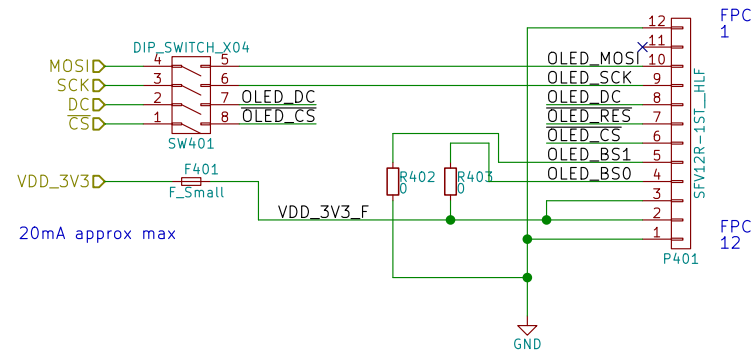 FPC
1
DIP_SWITCH_X04
MOSI 4 5 OLED_MOSI 10
SCK 3 6 OLED_SCK 9
DC 2 7 OLED_DC OLED_DC 8
CS 1 8 OLED_CS OLED_RES 7
SW401
12
11
OLED_CS 6
OLED_BS1 5
OLED_BS0 4
3
2
1
SFV12R-1ST__HLF
P401
R402
0
R403
0
F401
F_Small
VDD_3V3
VDD_3V3_F
20mA approx max
FPC
12
GND